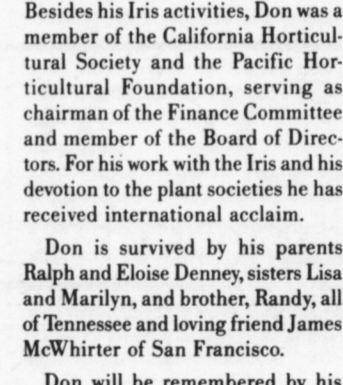 Besides his Iris activities, Don was a
member of the California Horticul-
tural Society and the Pacific Hor-
ticultural Foundation, serving as
chairman of the Finance Committee
and member of the Board of Direc-
tors. For his work with the Iris and his
devotion to the plant societies he has
received international acclaim.
Don is survived by his parents
Ralph and Eloise Denney, sisters Lisa
and Marilyn, and brother, Randy, all
of Tennessee and loving friend James
McWhirter of San Francisco.
Don will be remembered by his